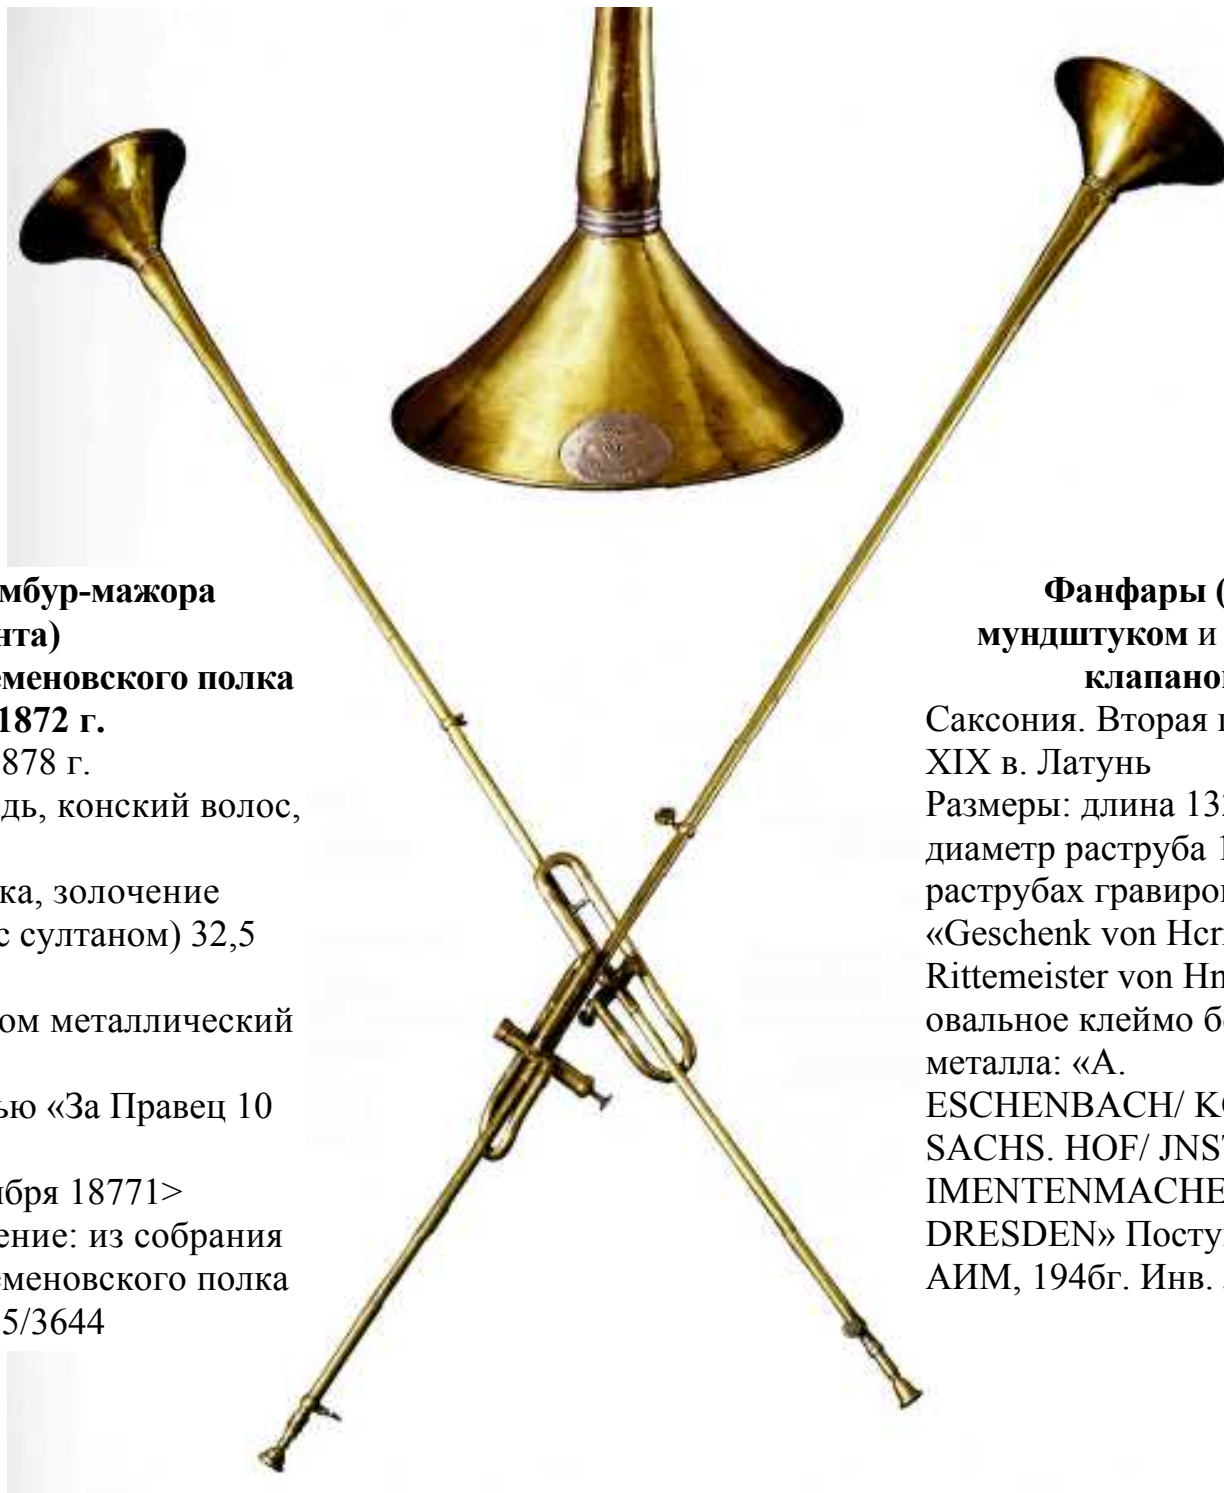 мбур-мажора
нта)
еменовского полка
1872 г.
878 г.
дь, конский волос,
ка, золочение
с султаном) 32,5
ом металлический
ью «За Правец 10
бря 18771>
ение: из собрания
еменовского полка
5/3644
Фанфары (
мундштуком и
клапано
Саксония. Вторая
XIX в. Латунь
Размеры: длина 13
диаметр раструба 1
раструбах гравиро
«Geschenk von Hcr
Rittemeister von Hn
овальное клеймо б
металла: «А.
ESCHENBACH/ K
SACHS. HOF/ JNS
IMENTENMACHE
DRESDEN» Посту
АИМ, 194бг. Инв.